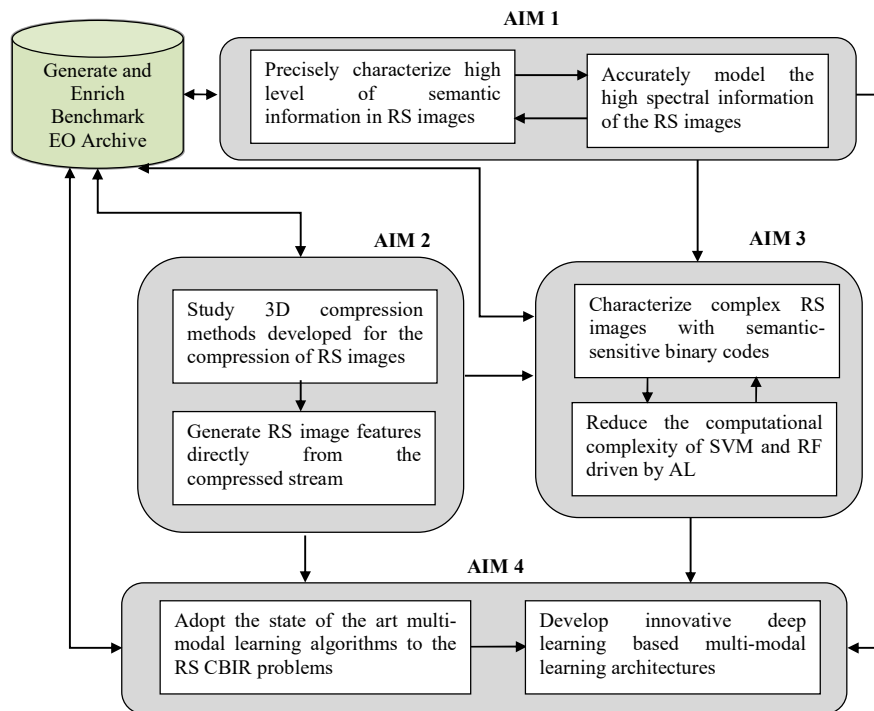 AIM 1
Generate and
Enrich
Benchmark
EO Archive
Precisely characterize high
level of semantic
information in RS images
Accurately model the
high spectral information
of the RS images
AIM 2
Study 3D compression
methods developed for the
compression of RS images
Generate RS image features
directly from the
compressed stream
AIM 3
Characterize complex RS
images with semantic-
sensitive binary codes
Reduce the computational
complexity of SVM and RF
driven by AL
AIM 4
Adopt the state of the art multi-
modal learning algorithms to the
RS CBIR problems
Develop innovative deep
learning based multi-modal
learning architectures